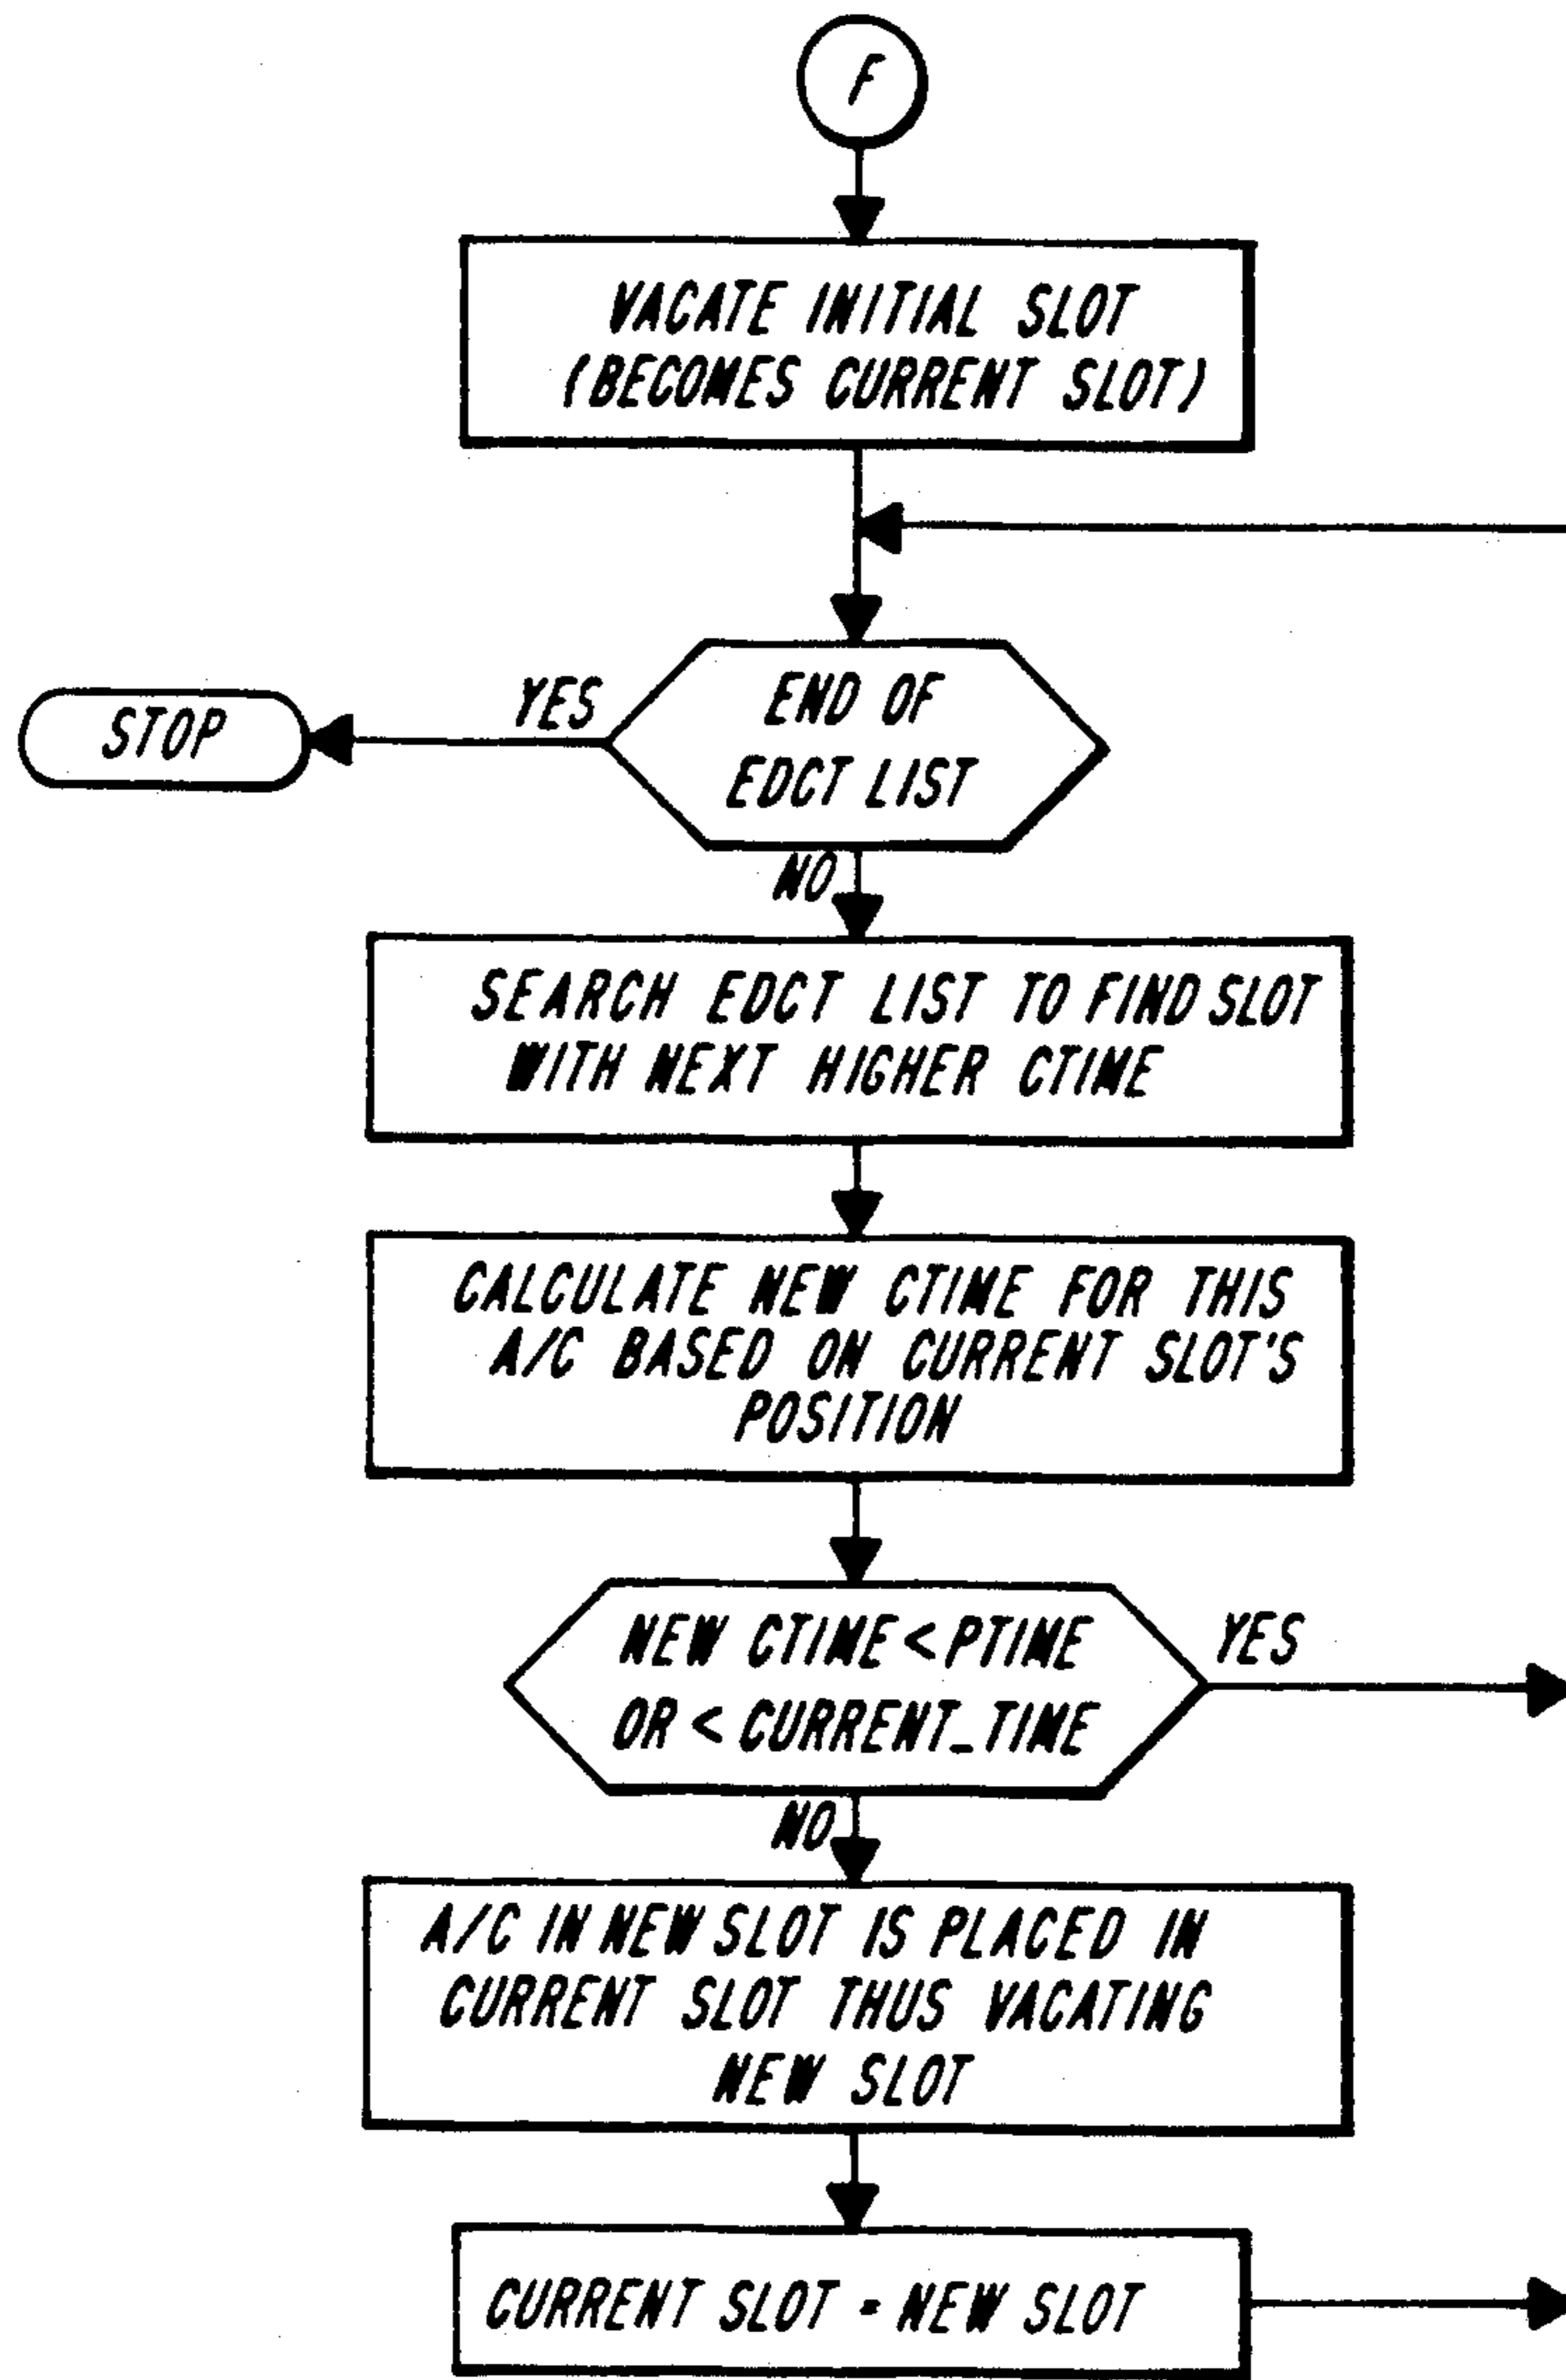 F
VACATE INITIAL SLOT
(BECOMES CURRENT SLOT)
END OF
EDCT LIST
YES
STOP
NO
SEARCH EDCT LIST TO FIND SLOT
WITH NEXT HIGHER CTIME
CALCULATE NEW CTIME FOR THIS
A/C BASED ON CURRENT SLOT'S
POSITION
NEW CTIME < PTIME
OR < CURRENT_TIME
YES
NO
A/C IN NEW SLOT IS PLACED IN
CURRENT SLOT THUS VACATING
NEW SLOT
CURRENT SLOT = NEW SLOT